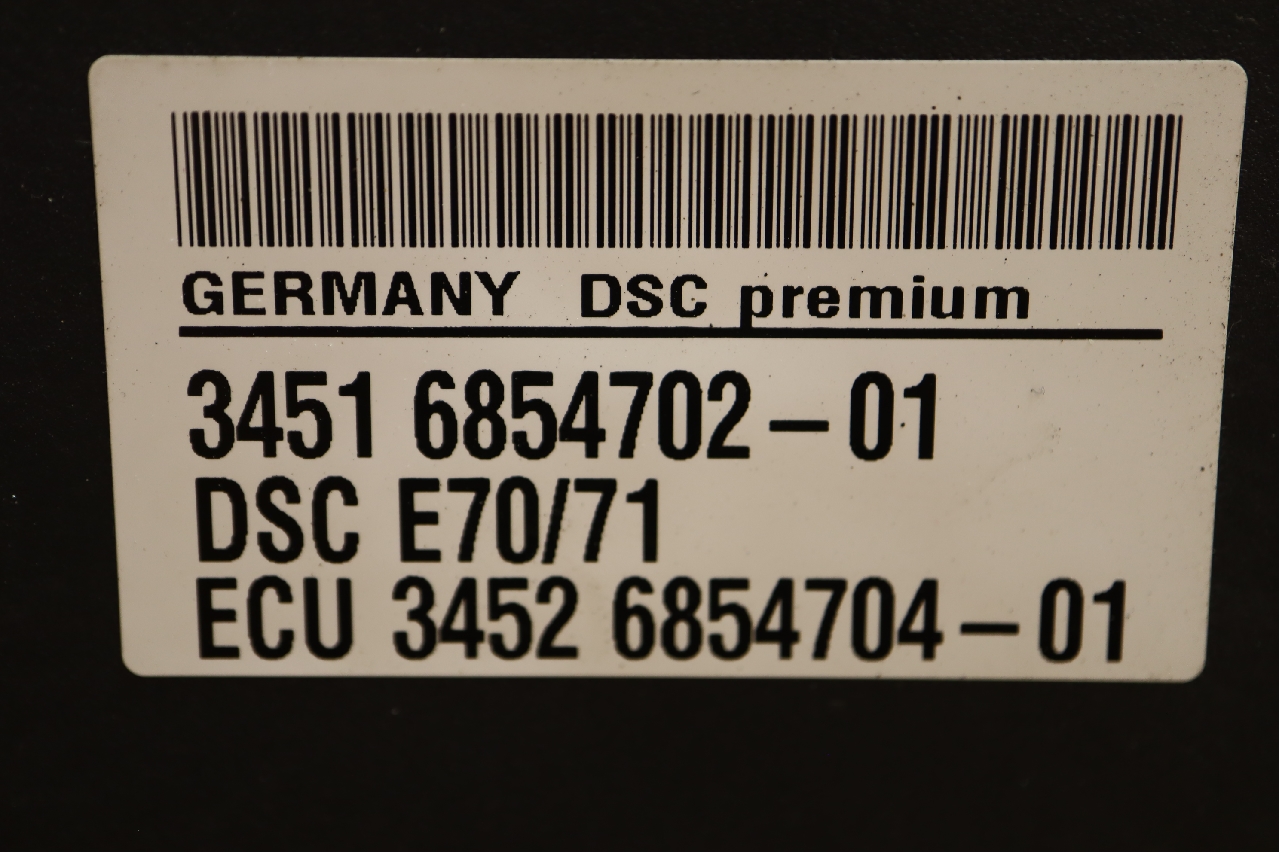 GERMANY DSC premium
3451 6854702-01
DSC E70/71
ECU 3452 6854704-01